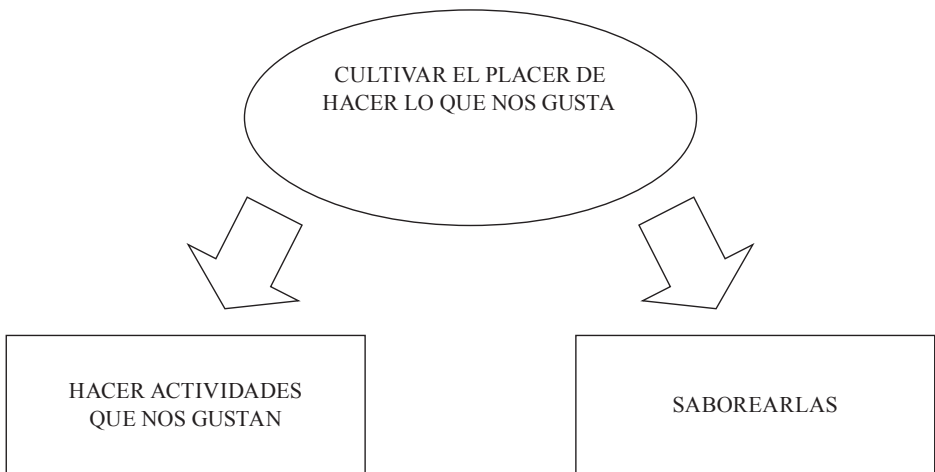 CULTIVAR EL PLACER DE
HACER LO QUE NOS GUSTA
HACER ACTIVIDADES
QUE NOS GUSTAN
SABOREARLAS